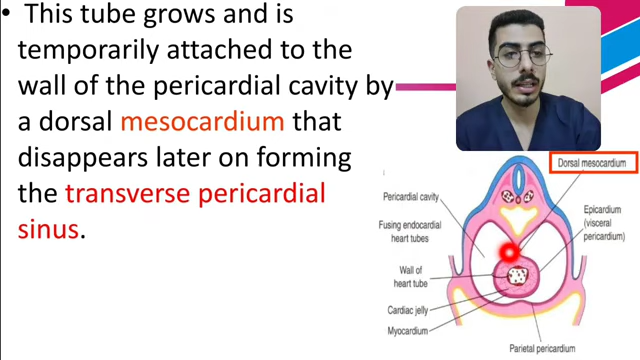 • This tube grows and is
temporarily attached to the
wall of the pericardial cavity by
a dorsal mesocardium that
disappears later on forming
the transverse pericardial
sinus.
Dorsal mesocardium
Pericardial cavity
Epicardium
(visceral
pericardium)
Fusing endocardial
heart tubes
Wall of
heart tube
Cardiac jelly
Myocardium
Parietal pericardium